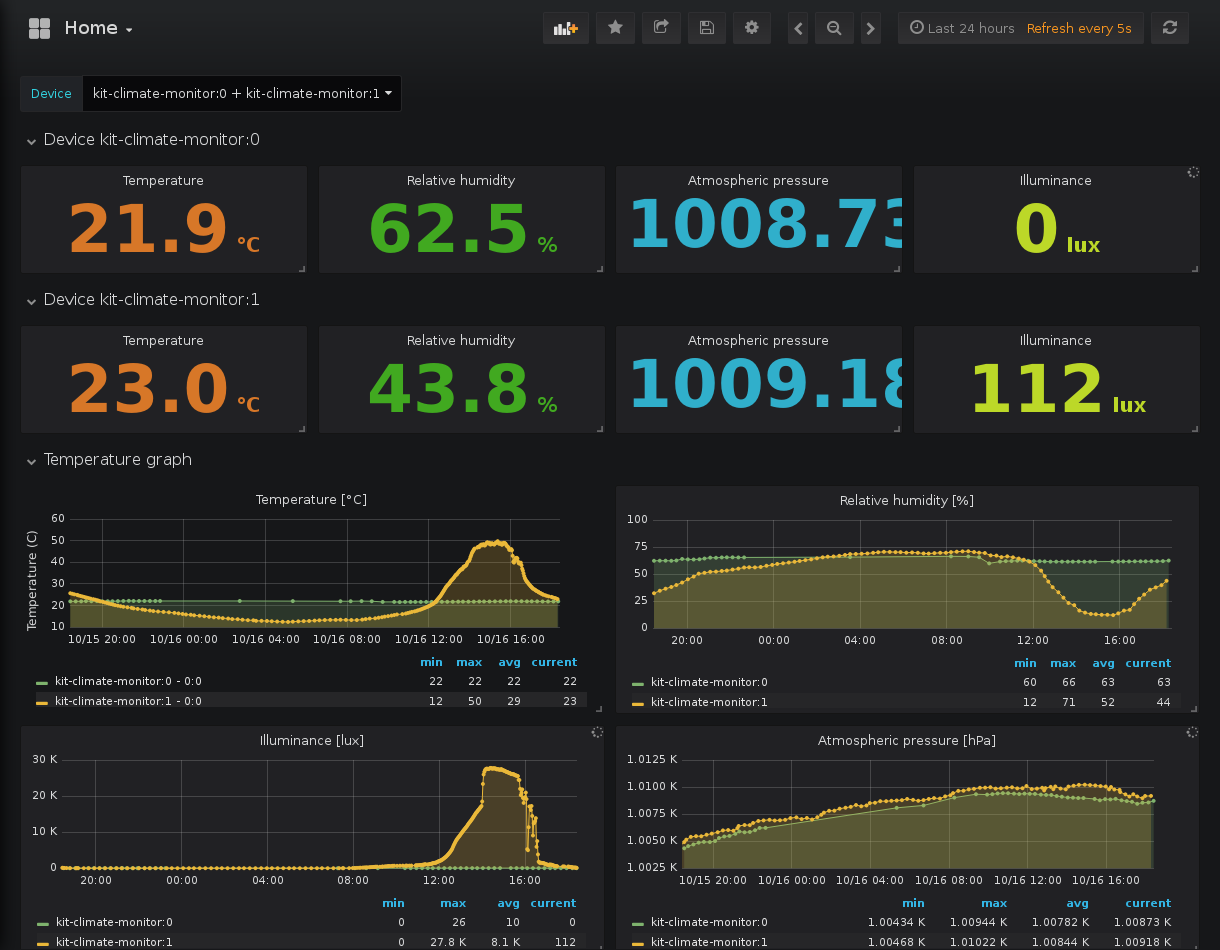 Home
Last 24 hours Refresh every 5s
Device kit-climate-monitor:0 + kit-climate-monitor:1
Device kit-climate-monitor:0
Temperature Relative humidity Atmospheric pressure Illuminance
21.9 °C 62.5 % 1008.73 0 lux
Device kit-climate-monitor:1
Temperature Relative humidity Atmospheric pressure Illuminance
23.0 °C 43.8 % 1009.18 112 lux
Temperature graph
Temperature [°C]
Temperature (C)
60
50
40
30
20
10
10/15 20:00 10/16 00:00 10/16 04:00 10/16 08:00 10/16 12:00 10/16 16:00
min max avg current
kit-climate-monitor:0 - 0:0 22 22 22 22
kit-climate-monitor:1 - 0:0 12 50 29 23
Relative humidity [%]
100
75
50
25
0
20:00 00:00 04:00 08:00 12:00 16:00
min max avg current
kit-climate-monitor:0 60 66 63 63
kit-climate-monitor:1 12 71 52 44
Illuminance [lux]
30 K
20 K
10 K
0
20:00 00:00 04:00 08:00 12:00 16:00
min max avg current
kit-climate-monitor:0 0 26 10 0
kit-climate-monitor:1 0 27.8 K 8.1 K 112
Atmospheric pressure [hPa]
1.0125 K
1.0100 K
1.0075 K
1.0050 K
1.0025 K
10/15 20:00 10/16 00:00 10/16 04:00 10/16 08:00 10/16 12:00 10/16 16:00
min max avg current
kit-climate-monitor:0 1.00434 K 1.00944 K 1.00782 K 1.00873 K
kit-climate-monitor:1 1.00468 K 1.01022 K 1.00844 K 1.00918 K